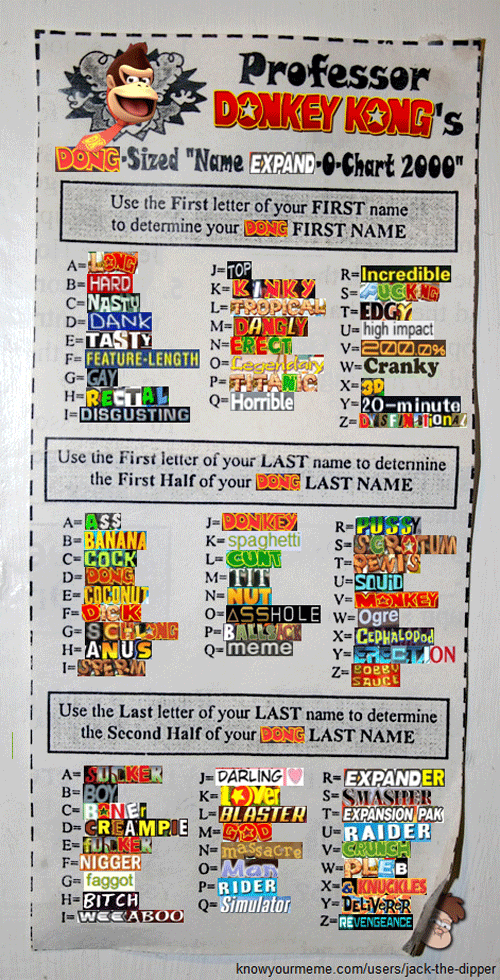 Professor
DONKEY KONG's
DONG-Sized "Name EXPAND-O-Chart 2000"
Use the First letter of your FIRST name
to determine your DONG FIRST NAME
A= LONG
B= HARD
C= NASTY
D= DANK
E= TASTY
F= FEATURE-LENGTH
G= GAY
H= RECTAL
I= DISGUSTING
J= TOP
K= KINKY
L= TROPICAL
M= DANGLY
N= ERECT
O= Legendary
P= TITANIC
Q= Horrible
R= Incredible
S= FUCKING
T= EDGY
U= high impact
V= 200.0%
W= Cranky
X= 3D
Y= 20-minute
Z= DYSFUNCTIONAL
Use the First letter of your LAST name to determine
the First Half of your DONG LAST NAME
A= ASS
B= BANANA
C= COCK
D= DONG
E= COCONUT
F= DICK
G= SCHLONG
H= ANUS
I= SPERM
J= DONKEY
K= spaghetti
L= CUNT
M= TIT
N= NUT
O= ASSHOLE
P= BALLSACK
Q= meme
R= PUSSY
S= SCROTUM
T= PENIS
U= SQUID
V= MONKEY
W= Ogre
X= CEPHALOPOd
Y= ERECTION
Z= BOBBY SAUCE
Use the Last letter of your LAST name to determine
the Second Half of your DONG LAST NAME
A= SUCKER
B= BOY
C= BONER
D= CREAMPIE
E= FUCKER
F= NIGGER
G= faggot
H= BITCH
I= WEEABOO
J= DARLING
K= LOVER
L= BLASTER
M= GOD
N= massacre
O= Man
P= RIDER
Q= Simulator
R= EXPANDER
S= SMASHER
T= EXPANSION PAK
U= RAIDER
V= CRUNCH
W= PLEB
X= & KNUCKLES
Y= DELiVERER
Z= REVENGEANCE
knowyourmeme.com/users/jack-the-dipper